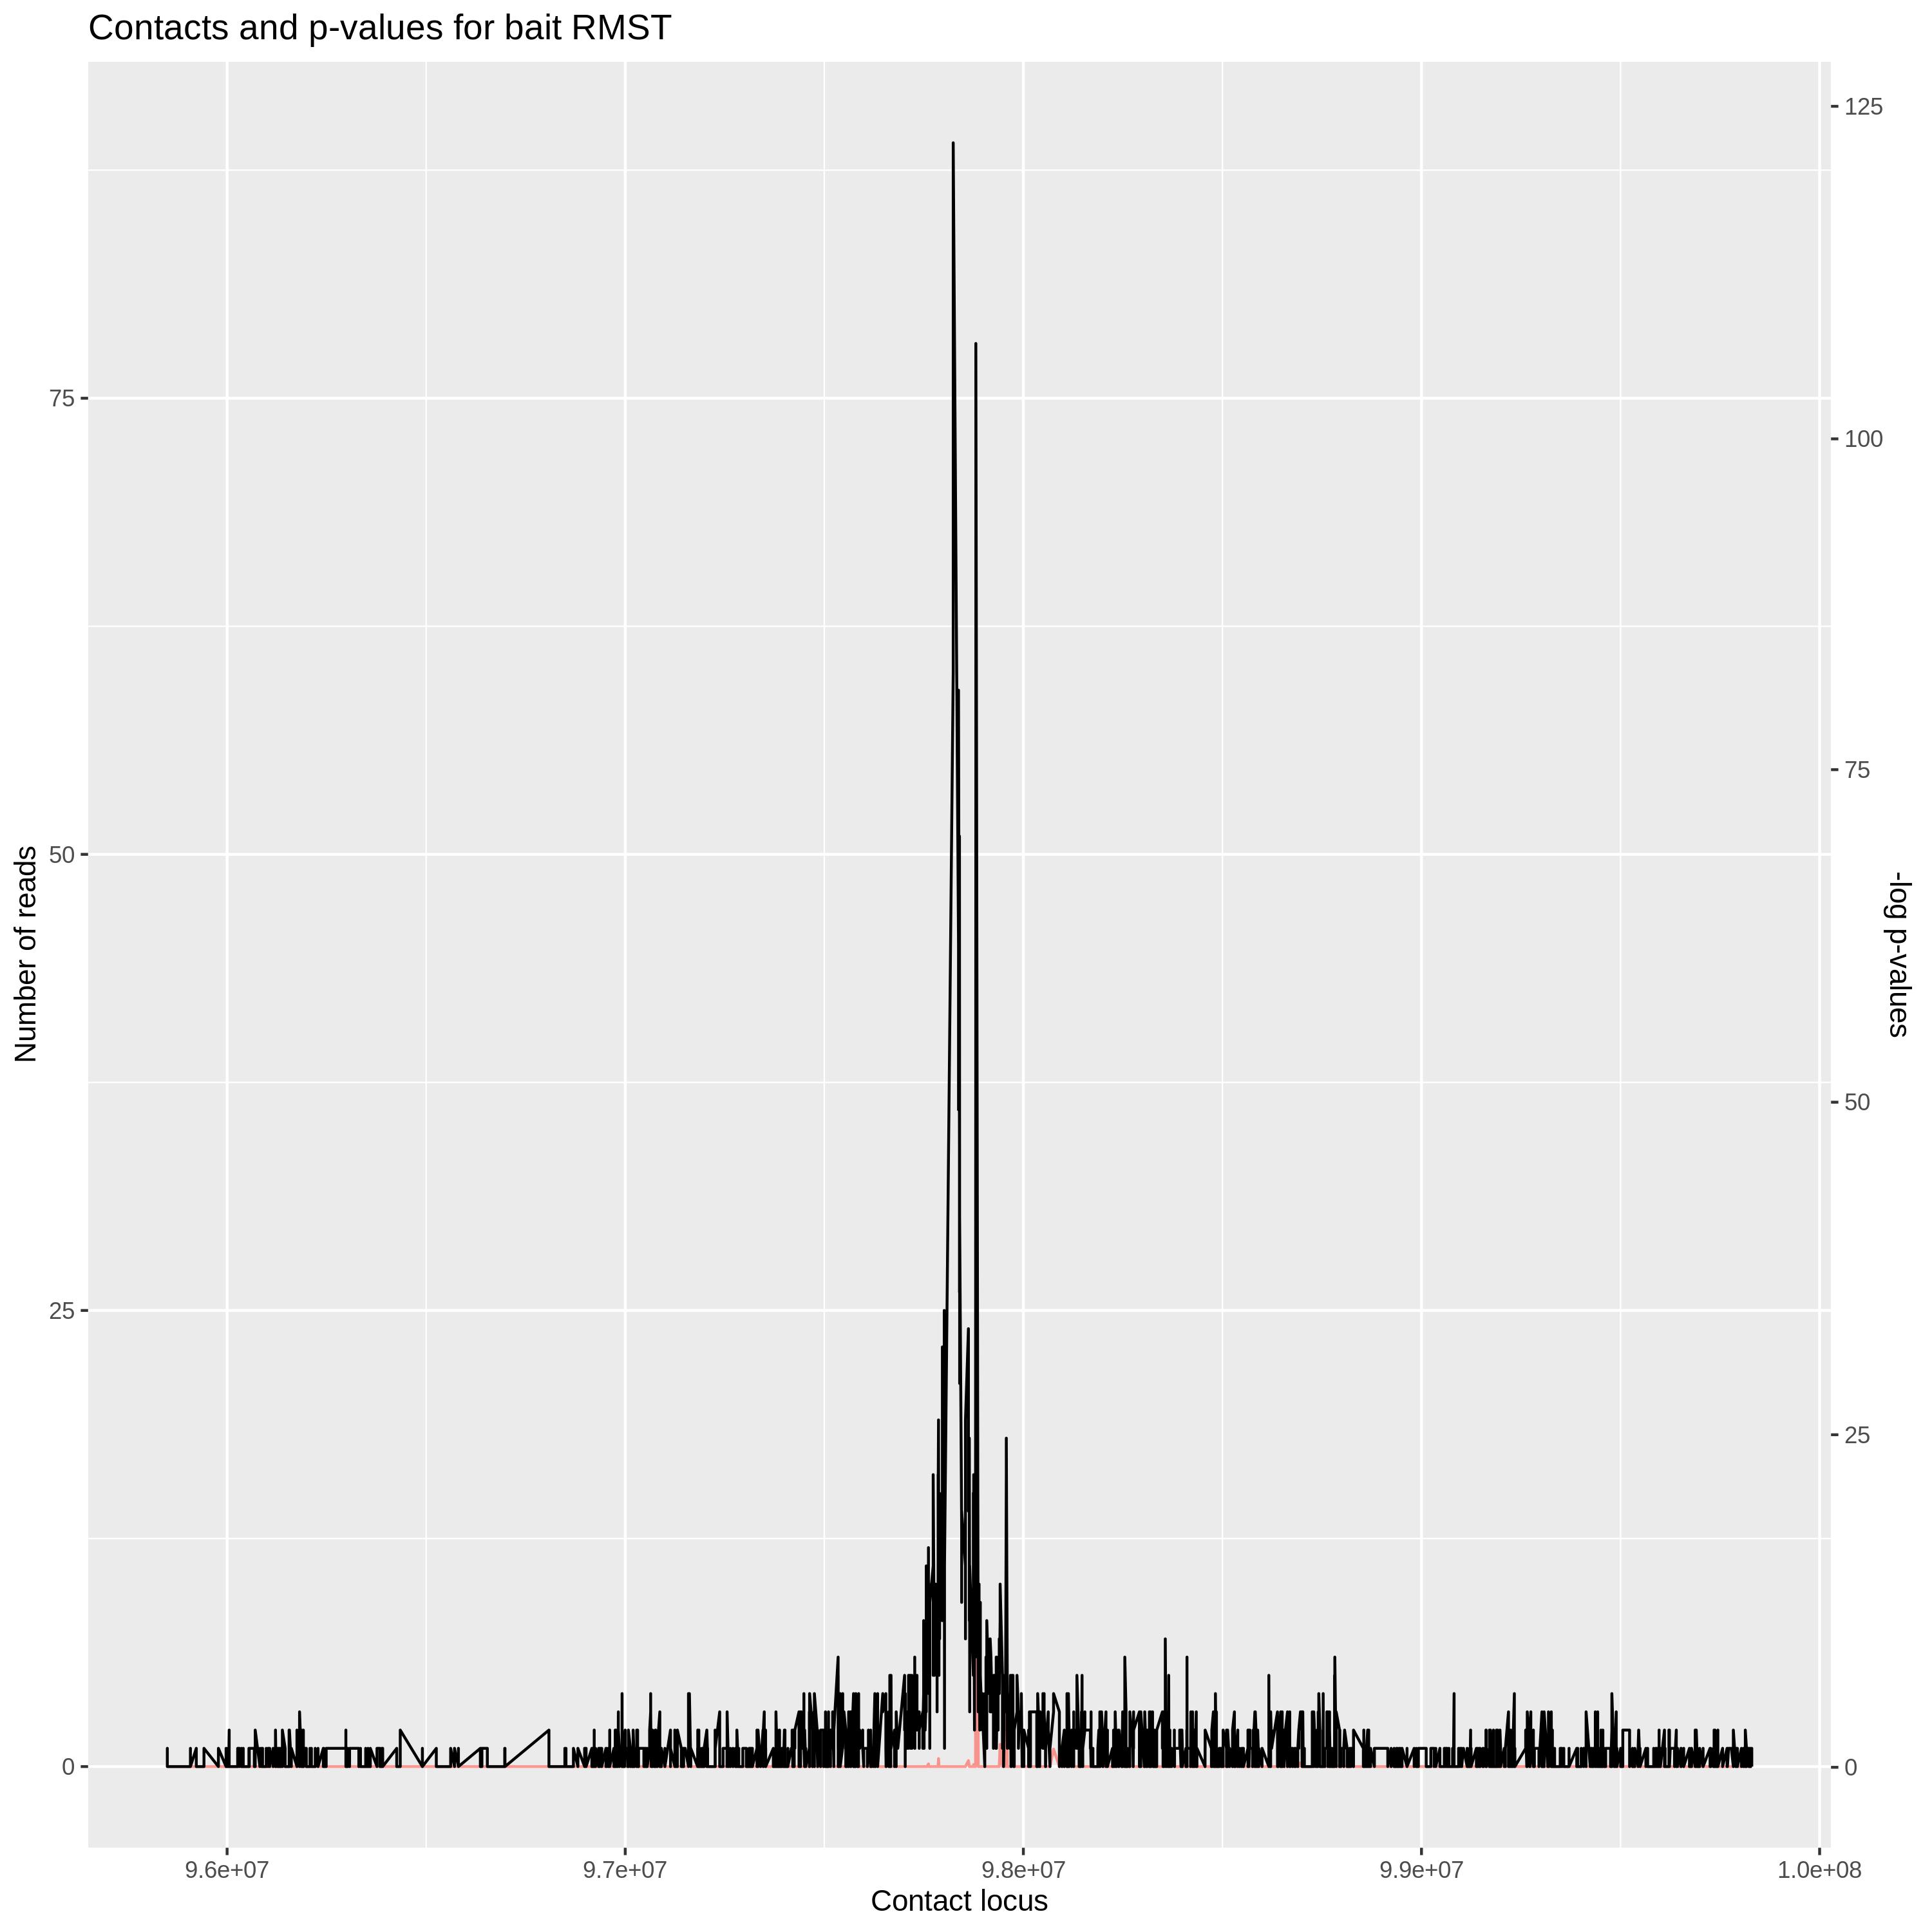 Contacts and p-values for bait RMST
125
100
75
50
25
0
Number of reads
75
50
25
0
-log p-values
9.6e+07 9.7e+07 9.8e+07 9.9e+07 1.0e+08
Contact locus